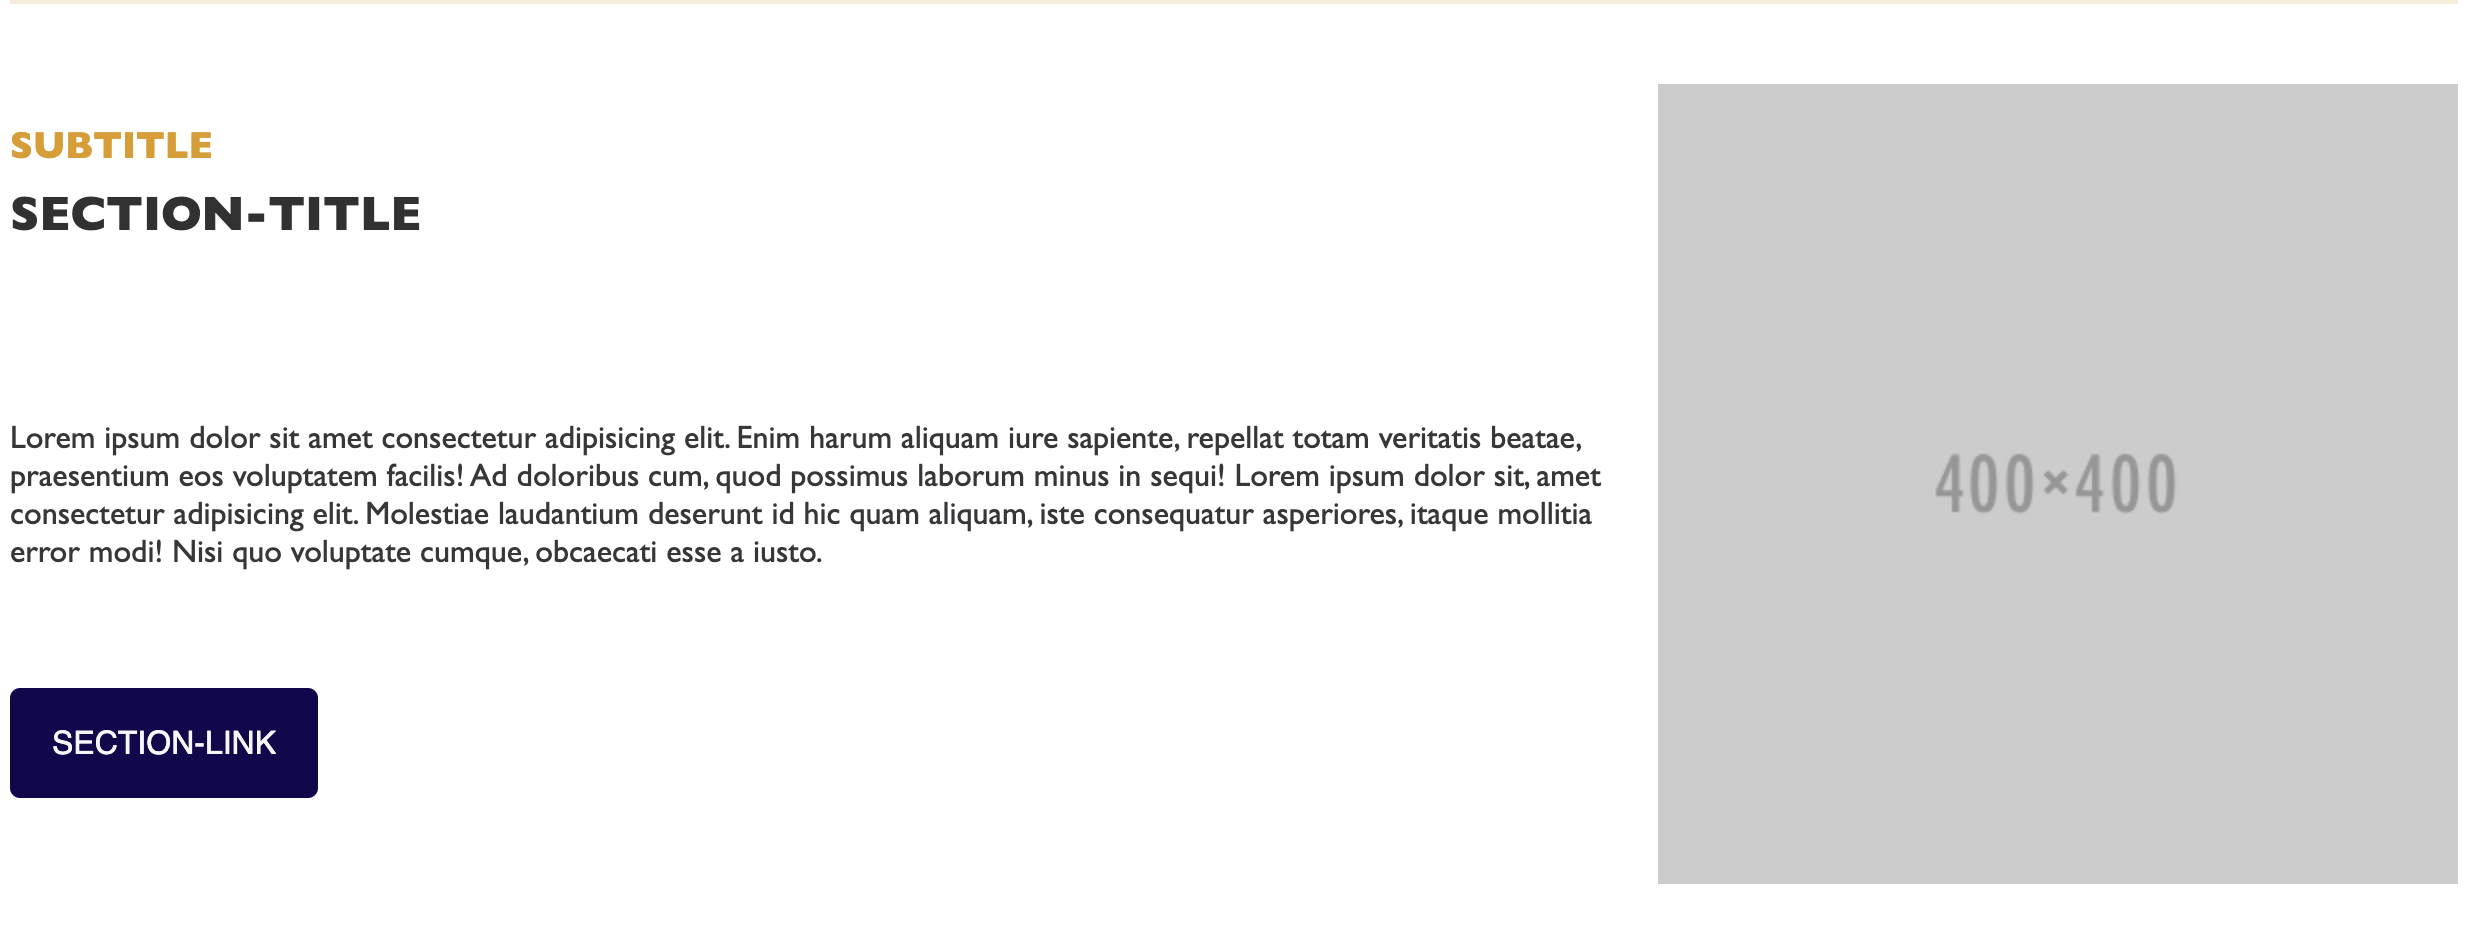 SUBTITLE
SECTION-TITLE
Lorem ipsum dolor sit amet consectetur adipisicing elit. Enim harum aliquam iure sapiente, repellat totam veritatis beatae,
praesentium eos voluptatem facilis! Ad doloribus cum, quod possimus laborum minus in sequi! Lorem ipsum dolor sit, amet
consectetur adipisicing elit. Molestiae laudantium deserunt id hic quam aliquam, iste consequatur asperiores, itaque mollitia
error modi! Nisi quo voluptate cumque, obcaecati esse a iusto.
SECTION-LINK
400×400